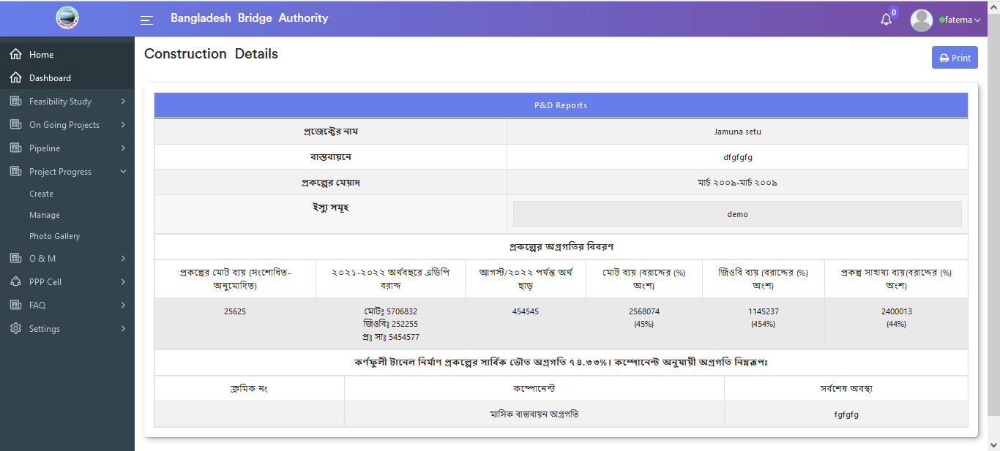 Bangladesh Bridge Authority
0
fatema
Home
Dashboard
Feasibility Study
On Going Projects
Pipeline
Project Progress
Create
Manage
Photo Gallery
O & M
PPP Cell
FAQ
Settings
Construction Details
Print
P&D Reports
প্রজেক্টের নাম
Jamuna setu
বাস্তবায়নে
dfgfgfg
প্রকল্পের মেয়াদ
মার্চ ২০০৯-মার্চ ২০০৯
ইস্যু সমূহ
demo
প্রকল্পের অগ্রগতির বিবরণ
প্রকল্পের মোট ব্যয় (সংশোধিত-
অনুমোদিত)
২০২১-২০২২ অর্থবছরে এডিপি
বরাদ্দ
আগস্ট/২০২২ পর্যন্ত অর্থ
ছাড়
মোট ব্যয় (বরাদ্দের (%)
অংশ)
জিওবি ব্যয় (বরাদ্দের (%)
অংশ)
প্রকল্প সাহায্য ব্যয়(বরাদ্দের (%)
অংশ)
25625
মোটঃ 5706832
জিওবিঃ 252255
প্রঃ সাঃ 5454577
454545
2568074
(45%)
1145237
(454%)
2400013
(44%)
কর্ণফুলী টানেল নির্মাণ প্রকল্পের সার্বিক ভৌত অগ্রগতি ৭৪.৩৩%। কম্পোনেন্ট অনুযায়ী অগ্রগতি নিম্নরূপঃ
ক্রমিক নং
কম্পোনেন্ট
সর্বশেষ অবস্থা
মাসিক বাস্তবায়ন অগ্রগতি
fgfgfg